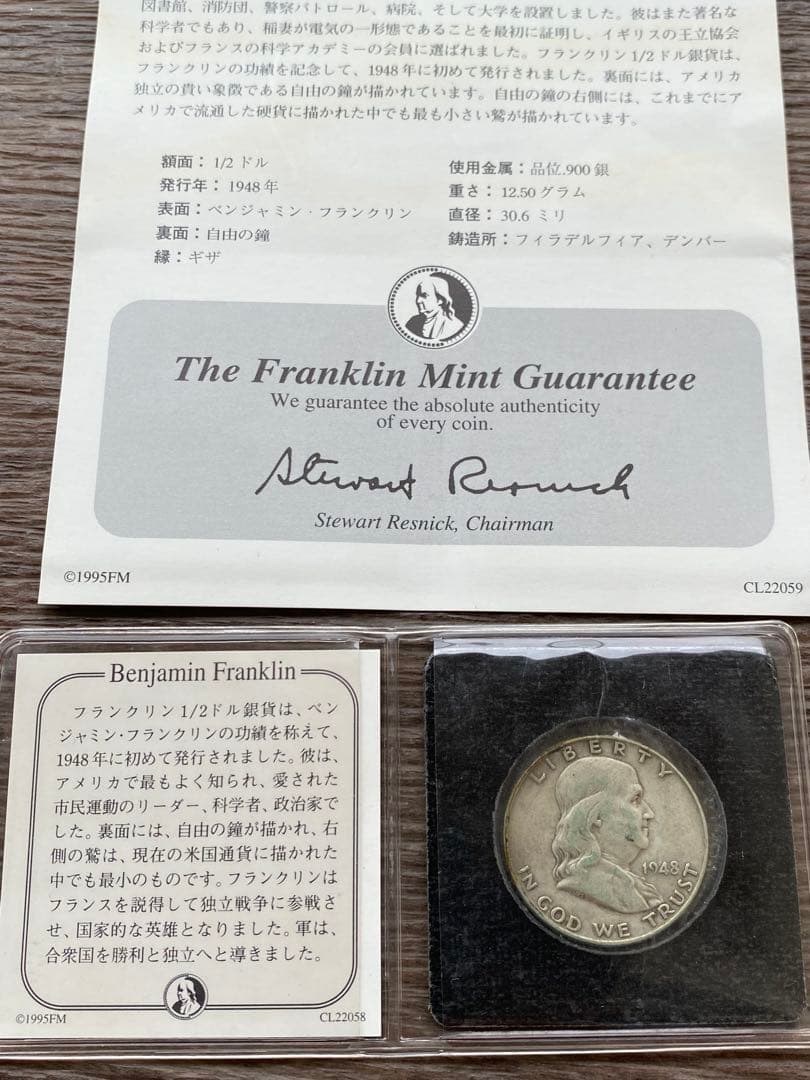 図書館、消防団、警察パトロール、病院、そして大学を設置しました。彼はまた著名な
科学者でもあり、稲妻が電気の一形態であることを最初に証明し、イギリスの王立協会
およびフランスの科学アカデミーの会員に選ばれました。フランクリン1/2ドル銀貨は、
フランクリンの功績を記念して、1948年に初めて発行されました。裏面には、アメリカ
独立の貴い象徴である自由の鐘が描かれています。自由の鐘の右側には、これまでにア
メリカで流通した硬貨に描かれた中でも最も小さい鷲が描かれています。
額面：1/2ドル
発行年：1948年
表面：ベンジャミン・フランクリン
裏面：自由の鐘
縁：ギザ
使用金属：品位.900銀
重さ：12.50グラム
直径：30.6ミリ
鋳造所：フィラデルフィア、デンバー
The Franklin Mint Guarantee
We guarantee the absolute authenticity
of every coin.
Stewart Resnick
Stewart Resnick, Chairman
©1995FM
CL22059
Benjamin Franklin
フランクリン1/2ドル銀貨は、ベン
ジャミン・フランクリンの功績を称えて、
1948年に初めて発行されました。彼は、
アメリカで最もよく知られ、愛された
市民運動のリーダー、科学者、政治家で
した。裏面には、自由の鐘が描かれ、右
側の鷲は、現在の米国通貨に描かれた
中でも最小のものです。フランクリンは
フランスを説得して独立戦争に参戦さ
せ、国家的な英雄となりました。軍は、
合衆国を勝利と独立へと導きました。
©1995FM
CL22058
LIBERTY
1948
IN GOD WE TRUST